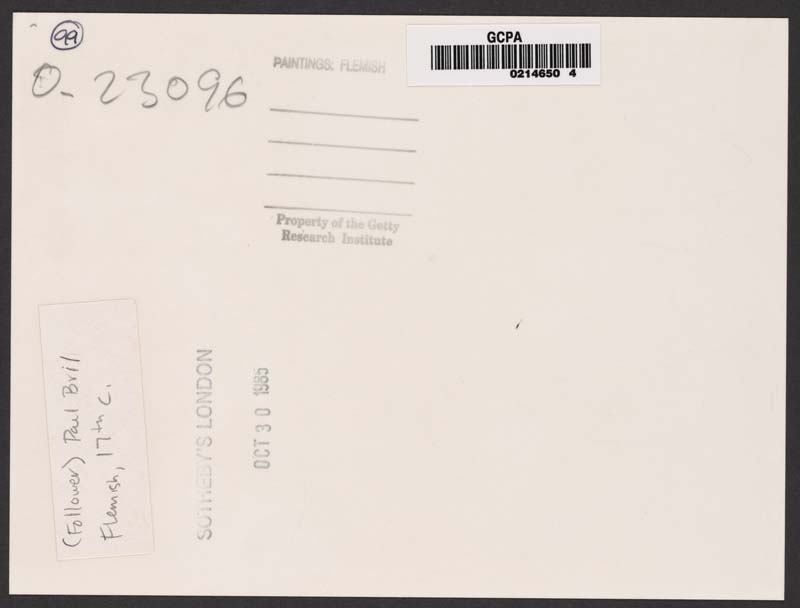 99
0-23096
PAINTINGS: FLEMISH
GCPA
0214650 4
Property of the Getty
Research Institute
(Follower) Paul Bril
Flemish, 17th C.
SOTHEBY'S LONDON
OCT 30 1985